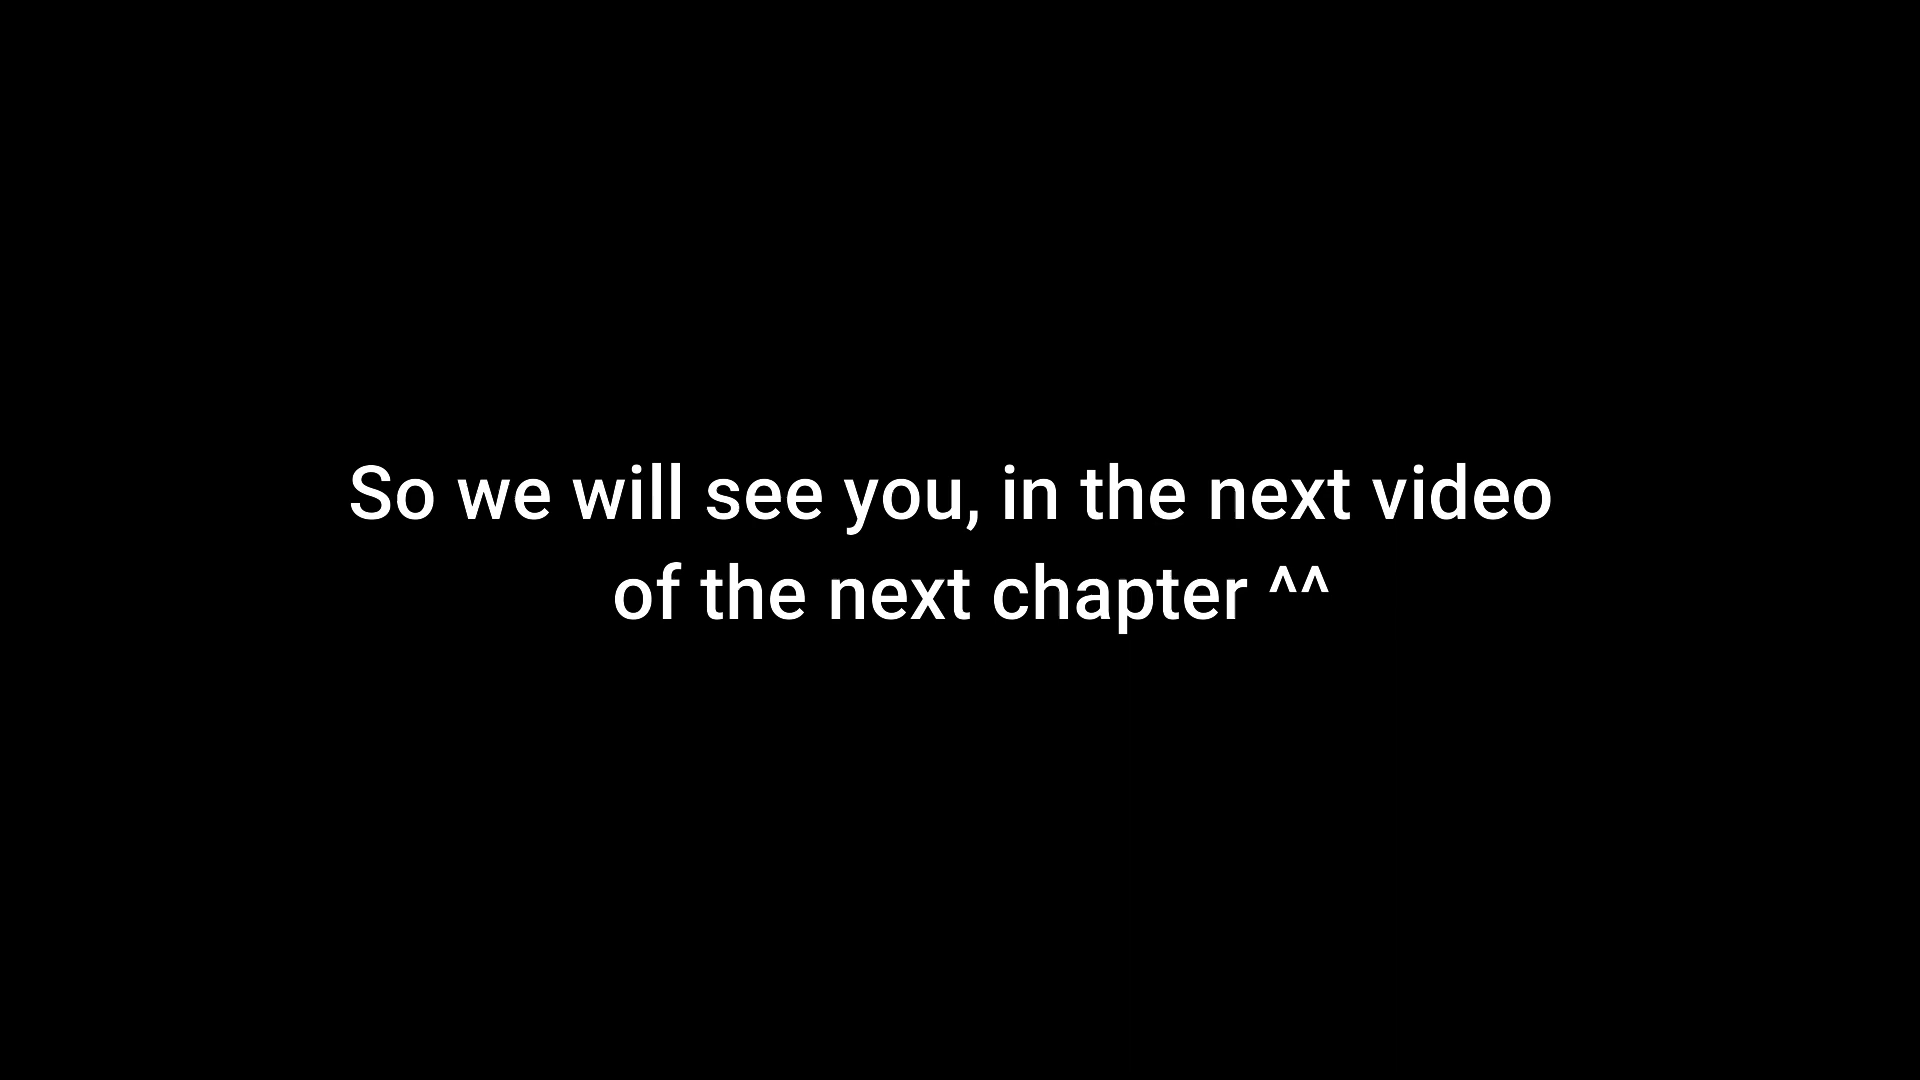 So we will see you, in the next video
of the next chapter ^^